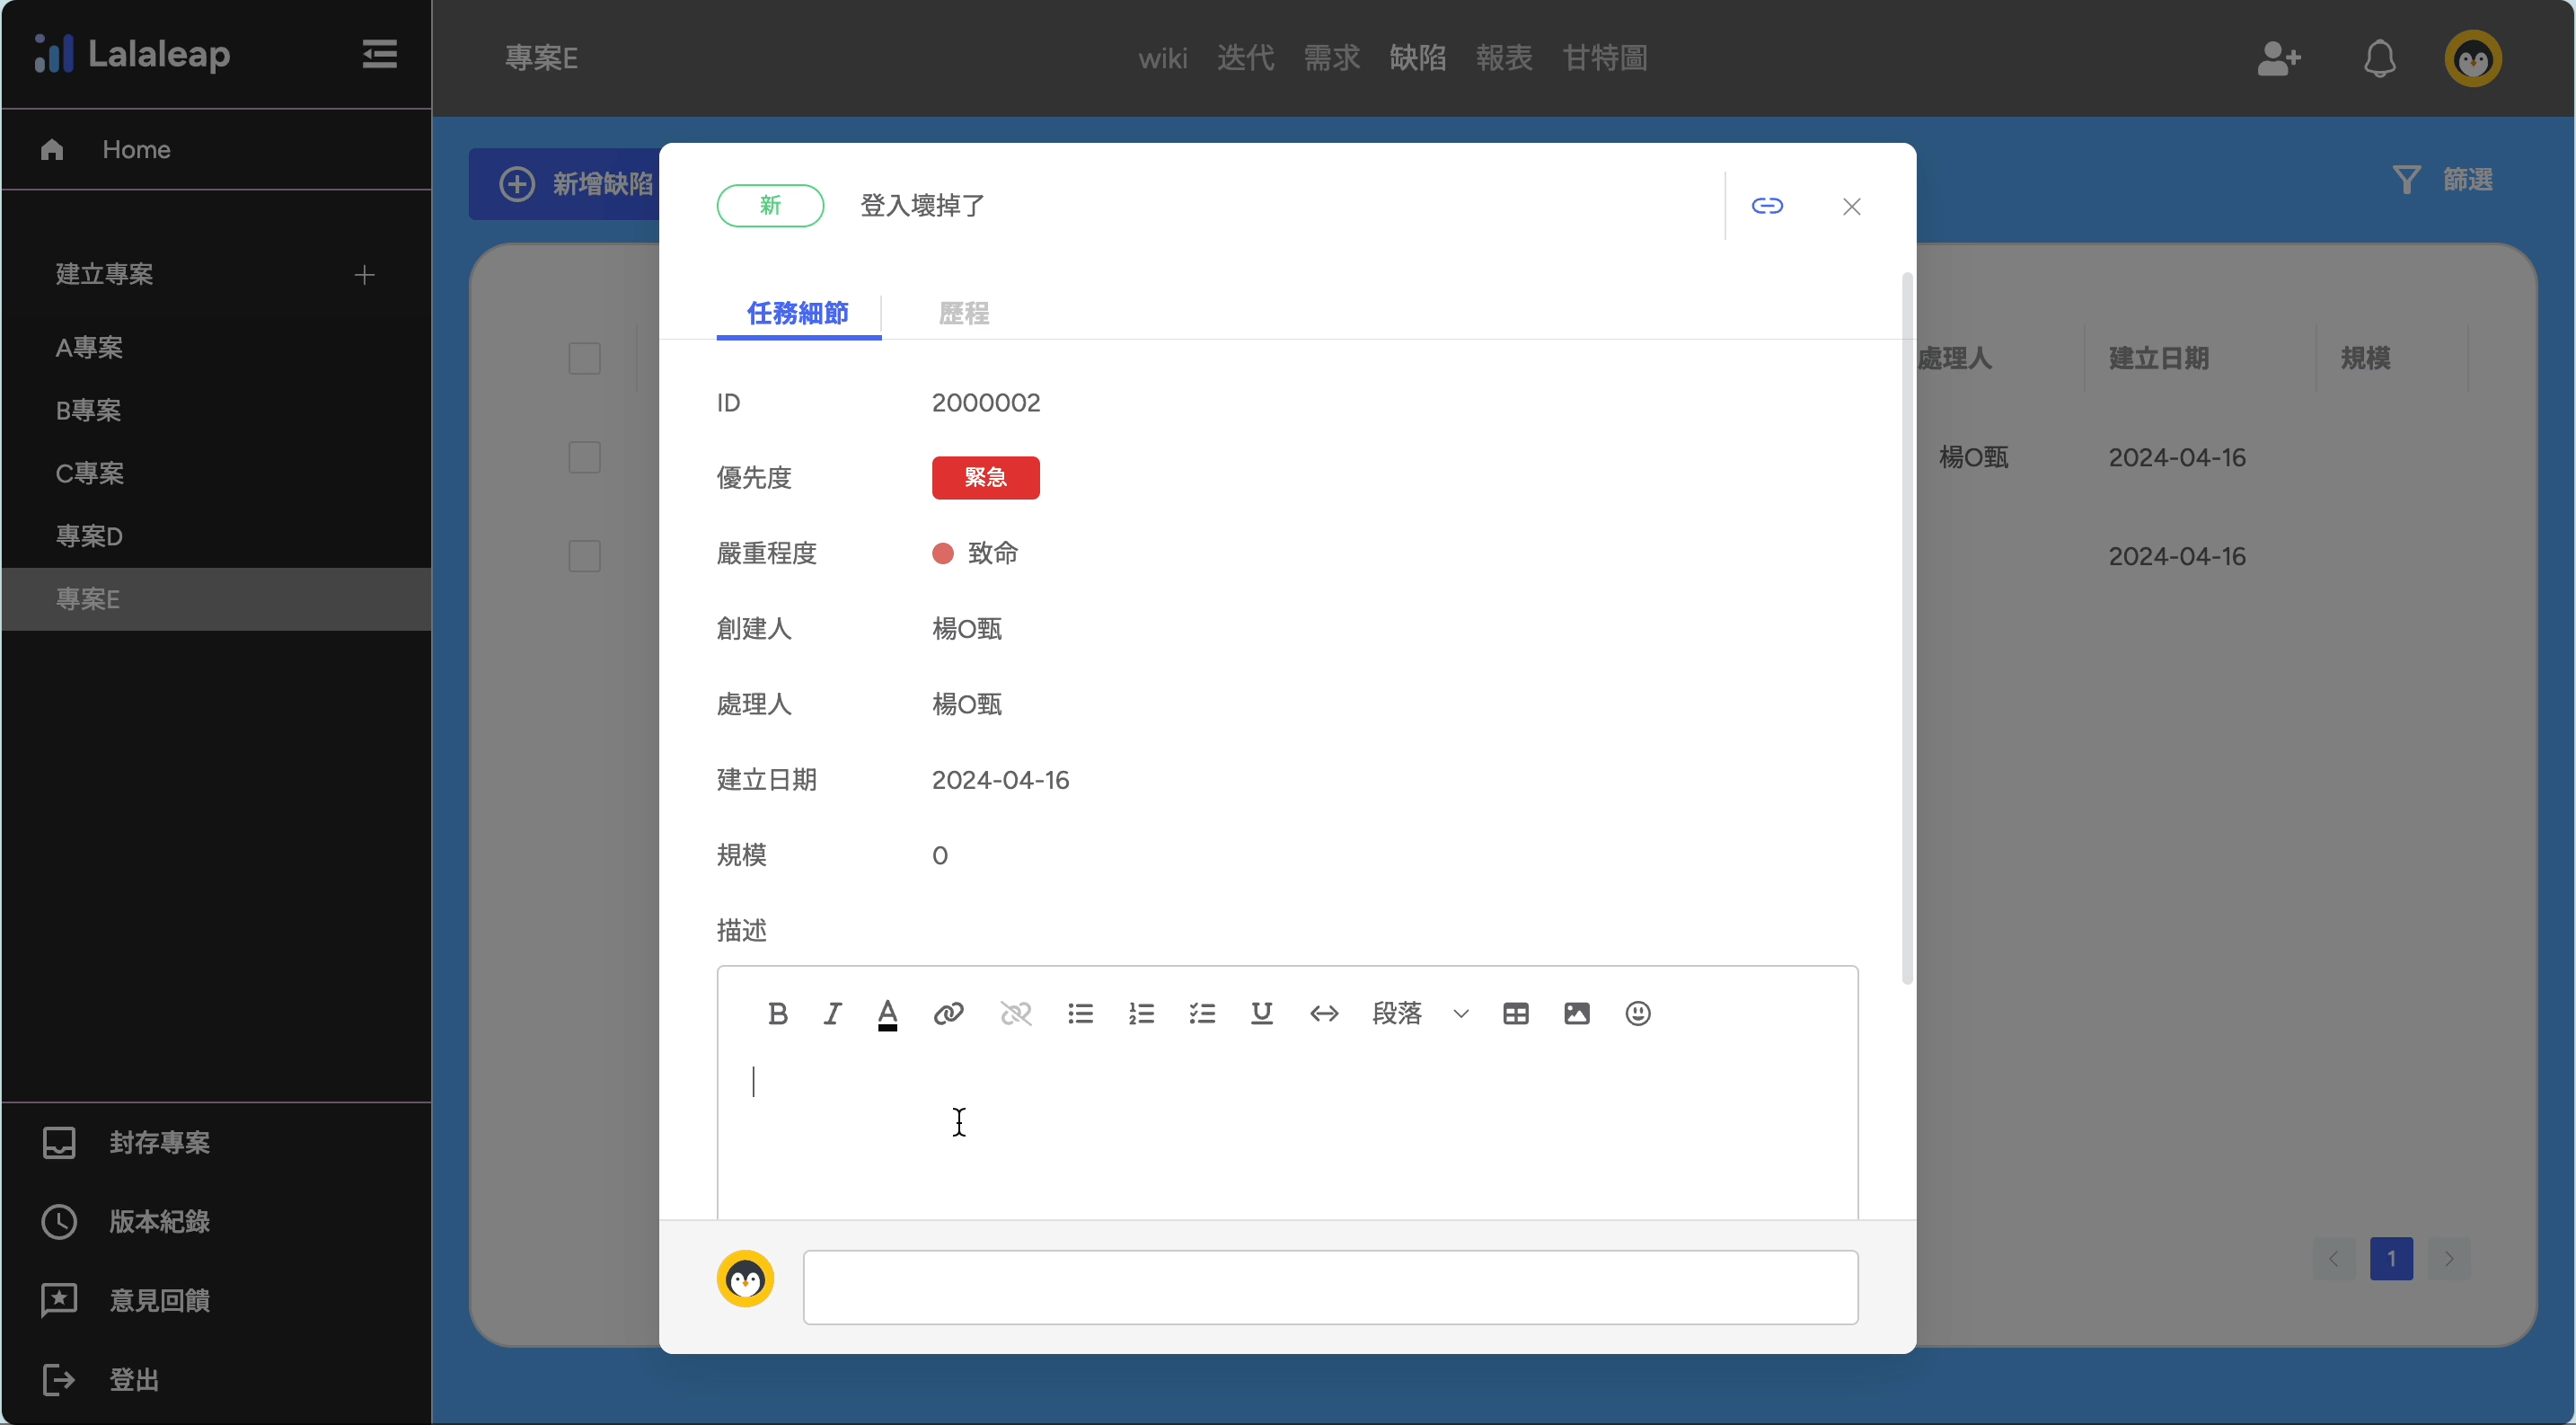 Lalaleap
Home
建立專案
A專案
B專案
C專案
專案D
專案E
封存專案
版本紀錄
意見回饋
登出
專案E
wiki 迭代 需求 缺陷 報表 甘特圖
新增缺陷
篩選
處理人 建立日期 規模
楊O甄 2024-04-16
2024-04-16
1
新 登入壞掉了
任務細節 歷程
ID 2000002
優先度 緊急
嚴重程度 致命
創建人 楊O甄
處理人 楊O甄
建立日期 2024-04-16
規模 0
描述
段落